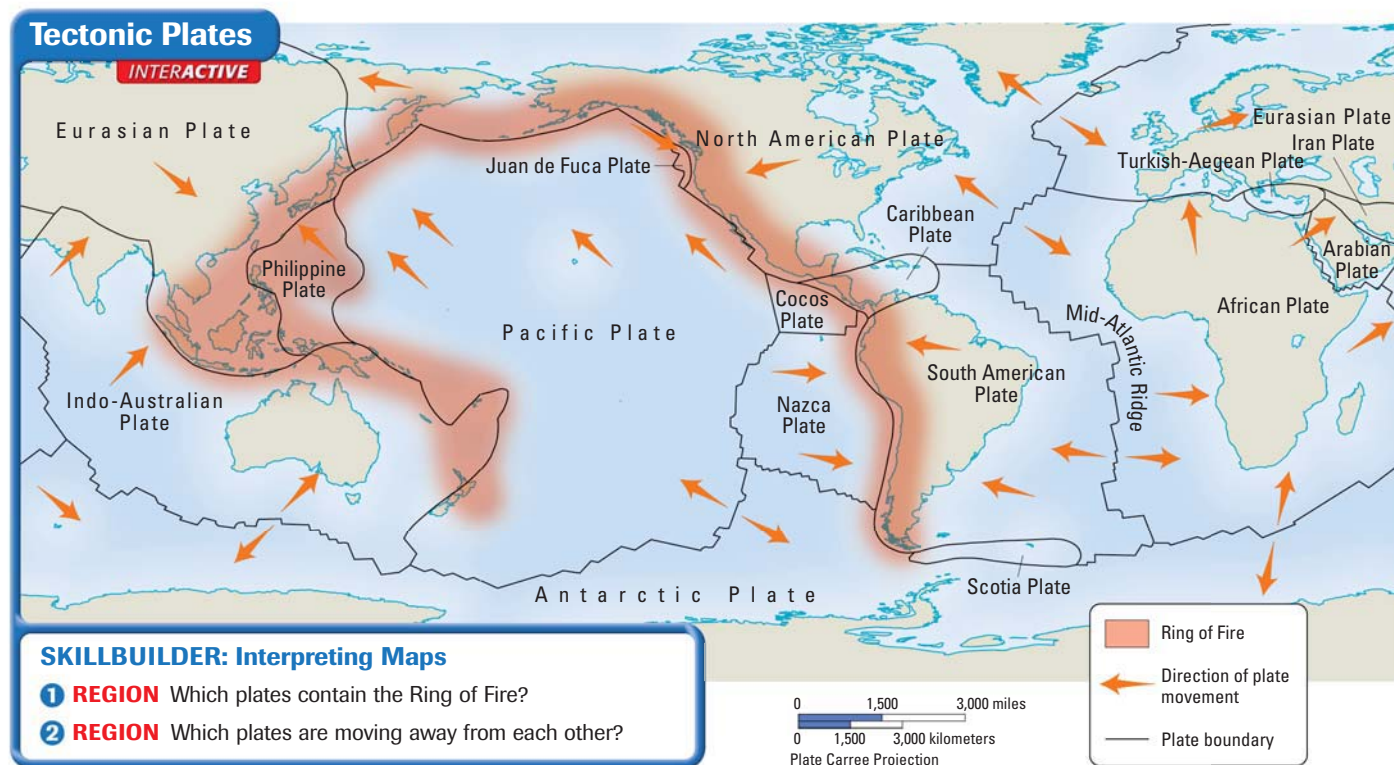 Tectonic Plates
INTERACTIVE
Eurasian Plate
North American Plate
Juan de Fuca Plate
Eurasian Plate
Iran Plate
Turkish-Aegean Plate
Caribbean
Plate
Arabian
Plate
Philippine
Plate
Cocos
Plate
African Plate
Pacific Plate
Mid-Atlantic Ridge
South American
Plate
Indo-Australian
Plate
Nazca
Plate
Scotia Plate
Antarctic Plate
SKILLBUILDER: Interpreting Maps
1 REGION Which plates contain the Ring of Fire?
2 REGION Which plates are moving away from each other?
0 1,500 3,000 miles
0 1,500 3,000 kilometers
Plate Carree Projection
Ring of Fire
Direction of plate
movement
Plate boundary